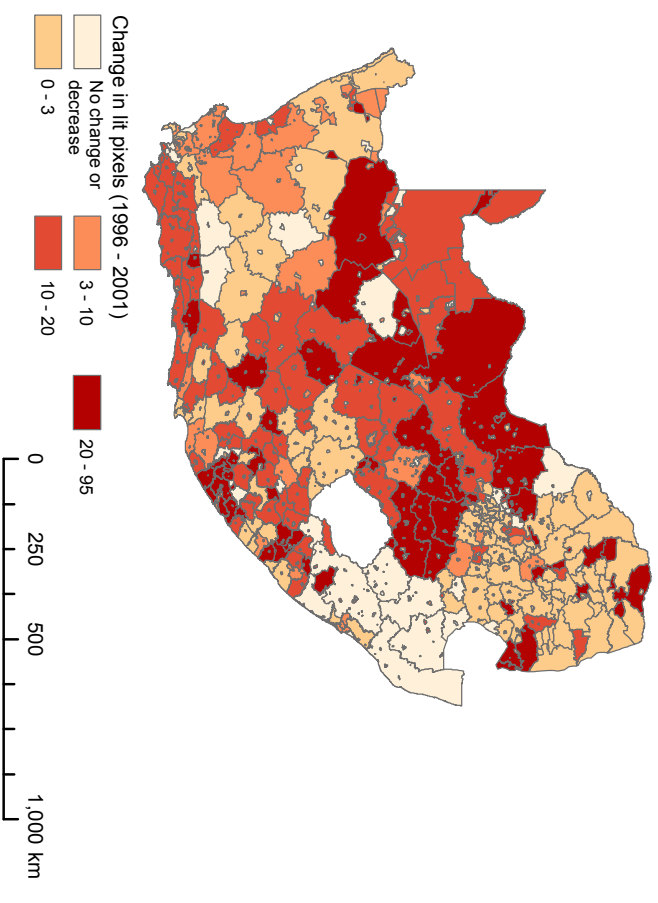 Change in lit pixels (1996 - 2001)
No change or
decrease
0 - 3
3 - 10
10 - 20
20 - 95
0 250 500 1,000 km